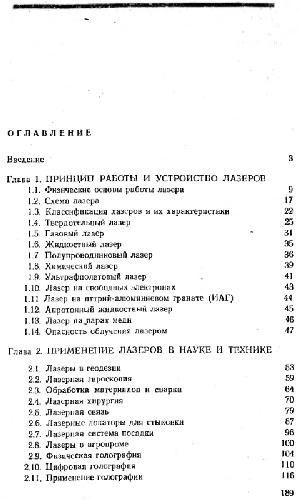 ОГЛАВЛЕНИЕ
Введение 3
Глава 1. ПРИНЦИП РАБОТЫ И УСТРОЙСТВО ЛАЗЕРОВ
1.1. Физические основы работы лазера 9
1.2. Схема лазера 17
1.3. Классификация лазеров и их характеристики 22
1.4. Твердотельный лазер 25
1.5. Газовый лазер 31
1.6. Жидкостный лазер 35
1.7. Полупроводниковый лазер 36
1.8. Химический лазер 39
1.9. Ультрафиолетовый лазер 41
1.10. Лазер на свободных электронах 43
1.11. Лазер на иттрий-алюминиевом гранате (ИАГ) 44
1.12. Апротонный жидкостный лазер 45
1.13. Лазер на парах меди 46
1.14. Опасность облучения лазером 47
Глава 2. ПРИМЕНЕНИЕ ЛАЗЕРОВ В НАУКЕ И ТЕХНИКЕ
2.1. Лазеры в геодезии
2.2. Лазерная гироскопия 59
2.3. Обработка материалов и сварка 64
2.4. Лазерная хирургия 70
2.5. Лазерная связь 79
2.6. Лазерные локаторы для стыковки 87
2.7. Лазерная система посадки 96
2.8. Лазеры в агропроме 100
2.9. Физическая голография 104
2.10. Цифровая голография 110
2.11. Применение голографии 116
189